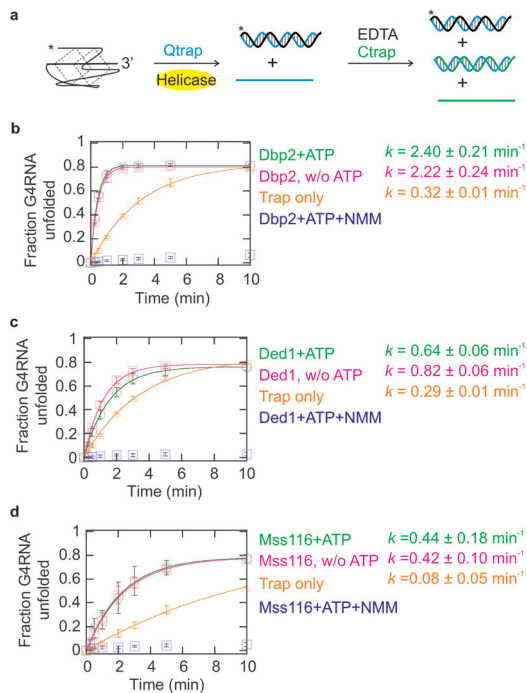 a
* 3' Qtrap Helicase * + EDTA Ctrap * + +
b
Fraction G4RNA unfolded
1
0.8
0.6
0.4
0.2
0
0 2 4 6 8 10
Time (min)
Dbp2+ATP k = 2.40 ± 0.21 min-1
Dbp2, w/o ATP k = 2.22 ± 0.24 min-1
Trap only k = 0.32 ± 0.01 min-1
Dbp2+ATP+NMM
c
Fraction G4RNA unfolded
1
0.8
0.6
0.4
0.2
0
0 2 4 6 8 10
Time (min)
Ded1+ATP k = 0.64 ± 0.06 min-1
Ded1, w/o ATP k = 0.82 ± 0.06 min-1
Trap only k = 0.29 ± 0.01 min-1
Ded1+ATP+NMM
d
Fraction G4RNA unfolded
1
0.8
0.6
0.4
0.2
0
0 2 4 6 8 10
Time (min)
Mss116+ATP k =0.44 ± 0.18 min-1
Mss116, w/o ATP k =0.42 ± 0.10 min-1
Trap only k =0.08 ± 0.05 min-1
Mss116+ATP+NMM